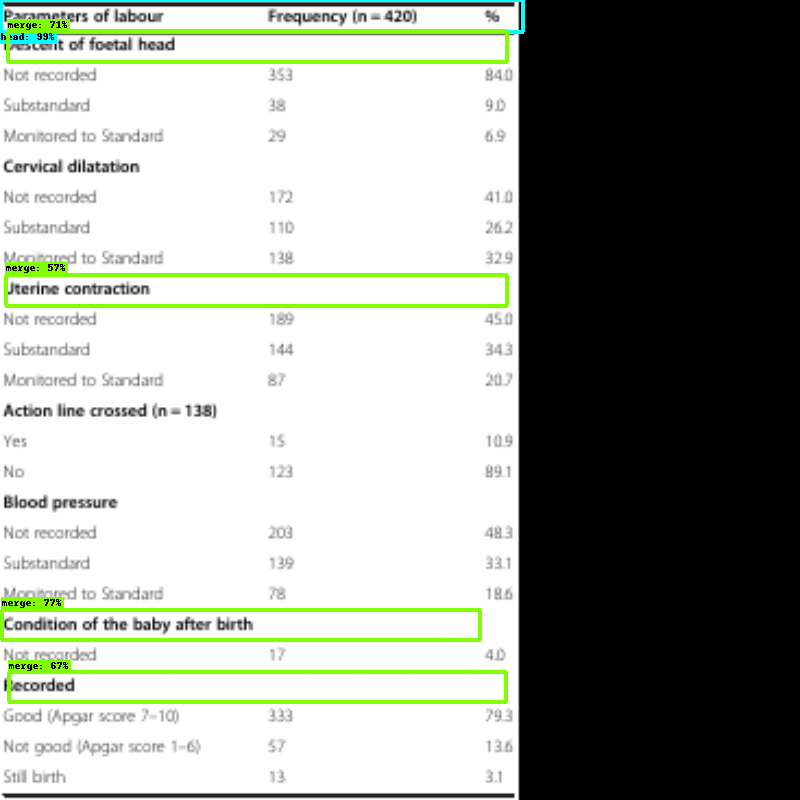 Parameters of labour Frequency (n = 420) %
merge: 71%
head: 99%
Descent of foetal head
Not recorded 353 84.0
Substandard 38 9.0
Monitored to Standard 29 6.9
Cervical dilatation
Not recorded 172 41.0
Substandard 110 26.2
Monitored to Standard 138 32.9
merge: 57%
Uterine contraction
Not recorded 189 45.0
Substandard 144 34.3
Monitored to Standard 87 20.7
Action line crossed (n = 138)
Yes 15 10.9
No 123 89.1
Blood pressure
Not recorded 203 48.3
Substandard 139 33.1
Monitored to Standard 78 18.6
merge: 77%
Condition of the baby after birth
Not recorded 17 4.0
merge: 67%
Recorded
Good (Apgar score 7–10) 333 79.3
Not good (Apgar score 1–6) 57 13.6
Still birth 13 3.1